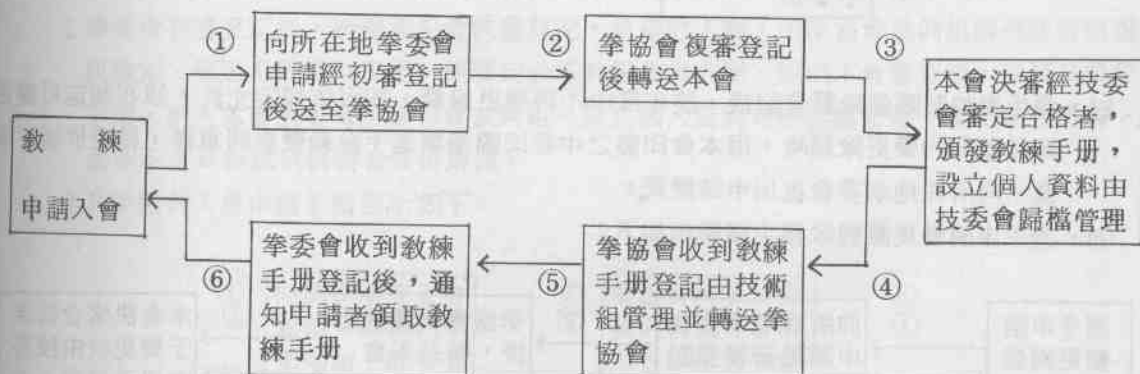 教練
申請入會
①
向所在地拳委會
申請經初審登記
後送至拳協會
②
拳協會復審登記
後轉送本會
③
本會決審經技委
會審定合格者,
頒發教練手册,
設立個人資料由
技委會歸檔管理
④
拳協會收到教練
手册登記由技術
組管理並轉送拳
協會
⑤
拳委會收到教練
手册登記後,通
知申請者領取教
練手册
⑥